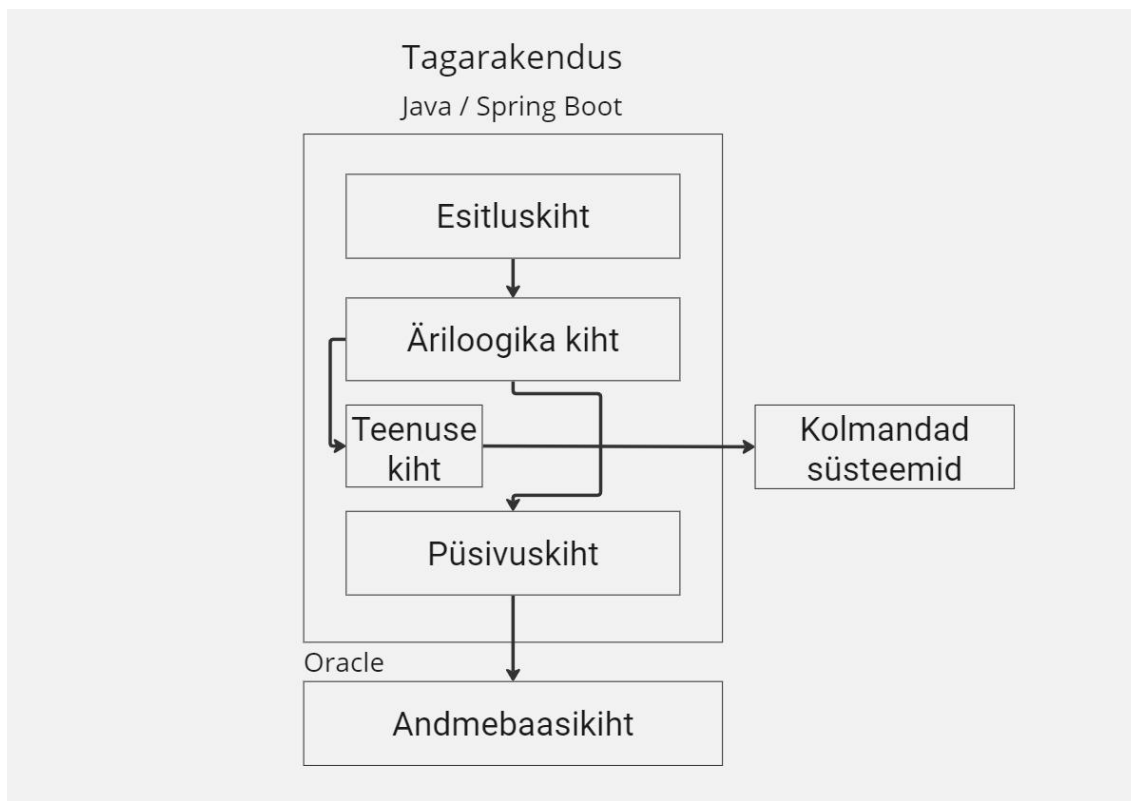 Tagarakendus
Java / Spring Boot
Esitluskiht
Äriloogika kiht
Teenuse
kiht
Kolmandad
süsteemid
Püsivuskiht
Oracle
Andmebaasikiht